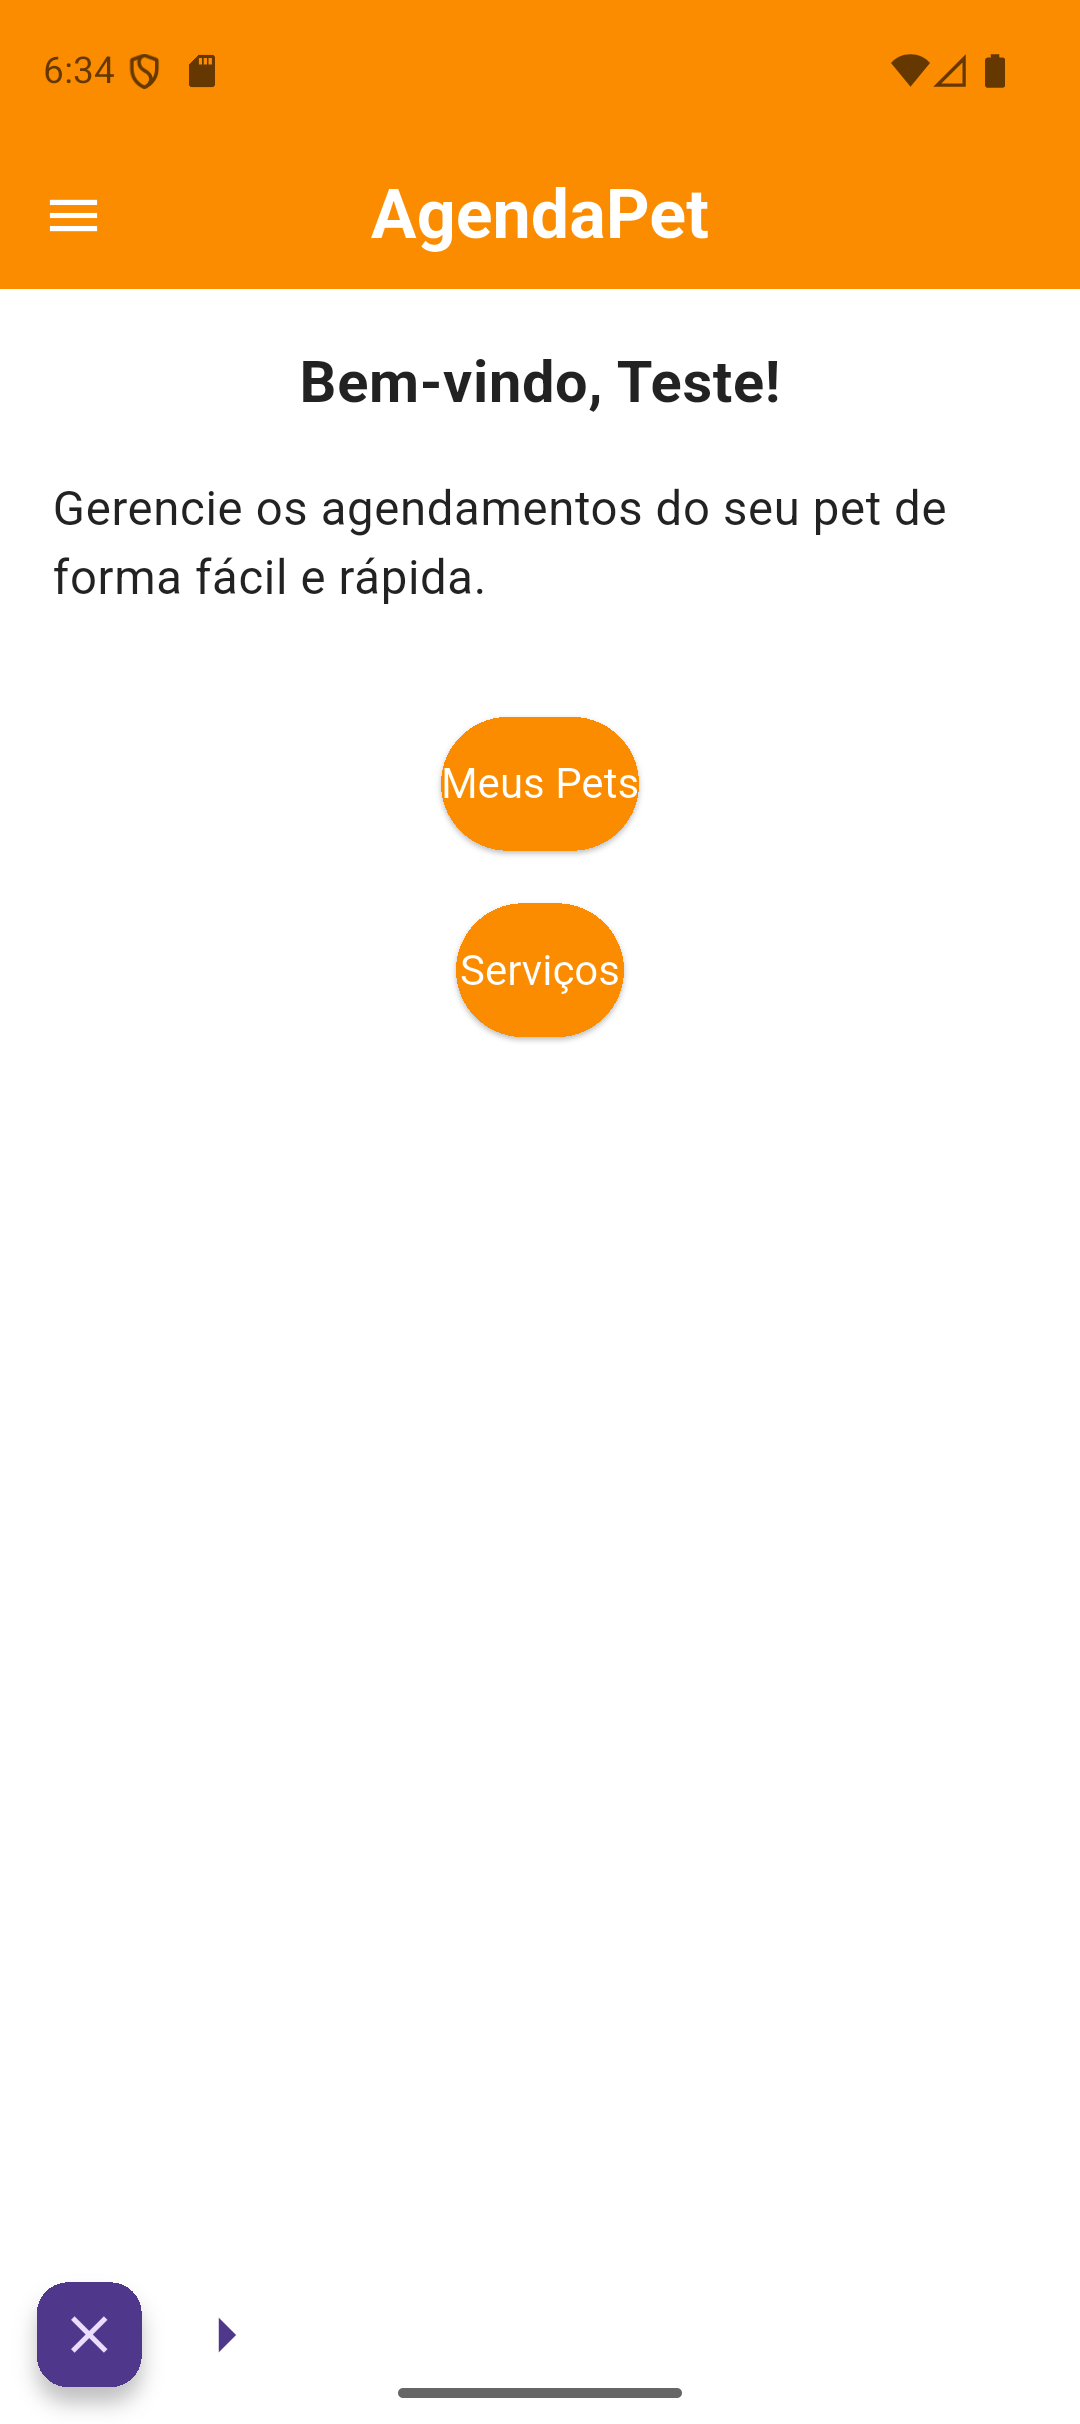 6:34
AgendaPet
Bem-vindo, Teste!
Gerencie os agendamentos do seu pet de
forma fácil e rápida.
Meus Pets
Serviços